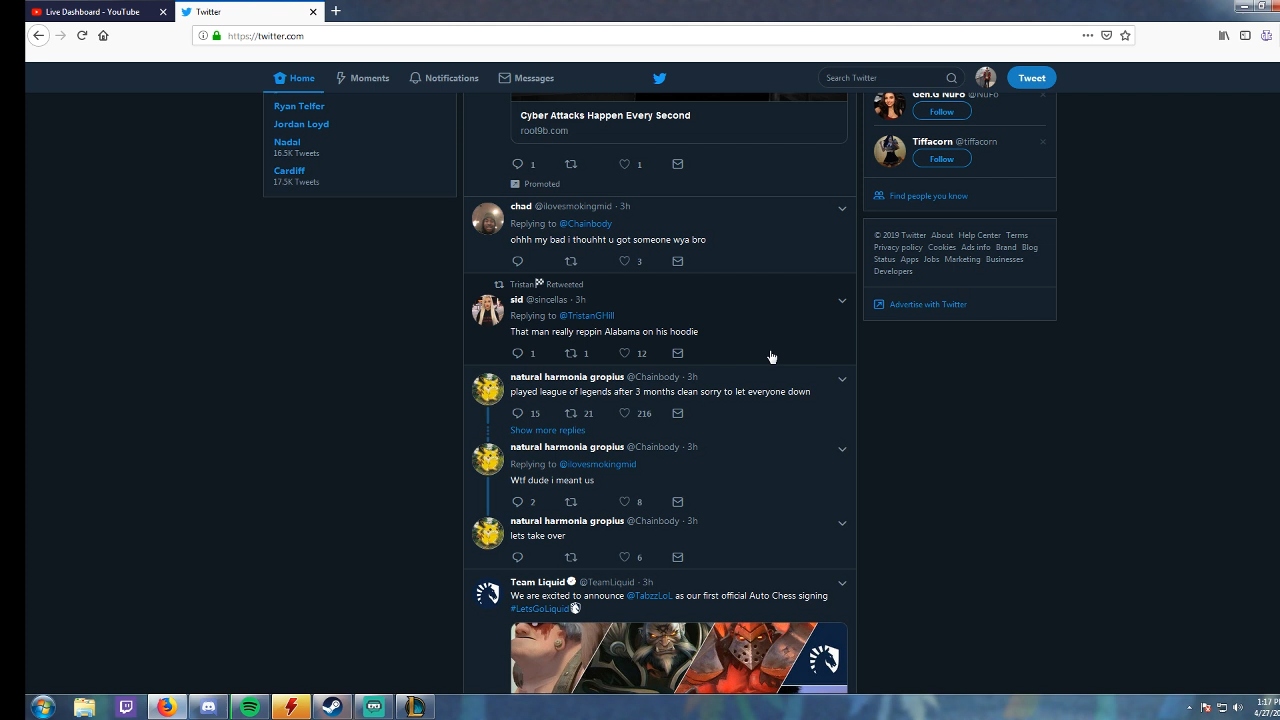 Live Dashboard - YouTube
Twitter
https://twitter.com
Home
Moments
Notifications
Messages
Search Twitter
Tweet
Ryan Telfer
Jordan Loyd
Nadal
16.5K Tweets
Cardiff
17.5K Tweets
Cyber Attacks Happen Every Second
root9b.com
1 1
Promoted
chad @ilovesmokingmid · 3h
Replying to @Chainbody
ohhh my bad i thouhht u got someone wya bro
3
Tristan Retweeted
sid @sincellas · 3h
Replying to @TristanGHill
That man really reppin Alabama on his hoodie
1 1 12
natural harmonia gropius @Chainbody · 3h
played league of legends after 3 months clean sorry to let everyone down
15 21 216
Show more replies
natural harmonia gropius @Chainbody · 3h
Replying to @ilovesmokingmid
Wtf dude i meant us
2 8
natural harmonia gropius @Chainbody · 3h
lets take over
6
Team Liquid @TeamLiquid · 3h
We are excited to announce @TabzzLoL as our first official Auto Chess signing
#LetsGoLiquid
Gen.G NuFo @NuFo
Follow
Tiffacorn @tiffacorn
Follow
Find people you know
© 2019 Twitter About Help Center Terms
Privacy policy Cookies Ads info Brand Blog
Status Apps Jobs Marketing Businesses
Developers
Advertise with Twitter
1:17 PM
4/27/20